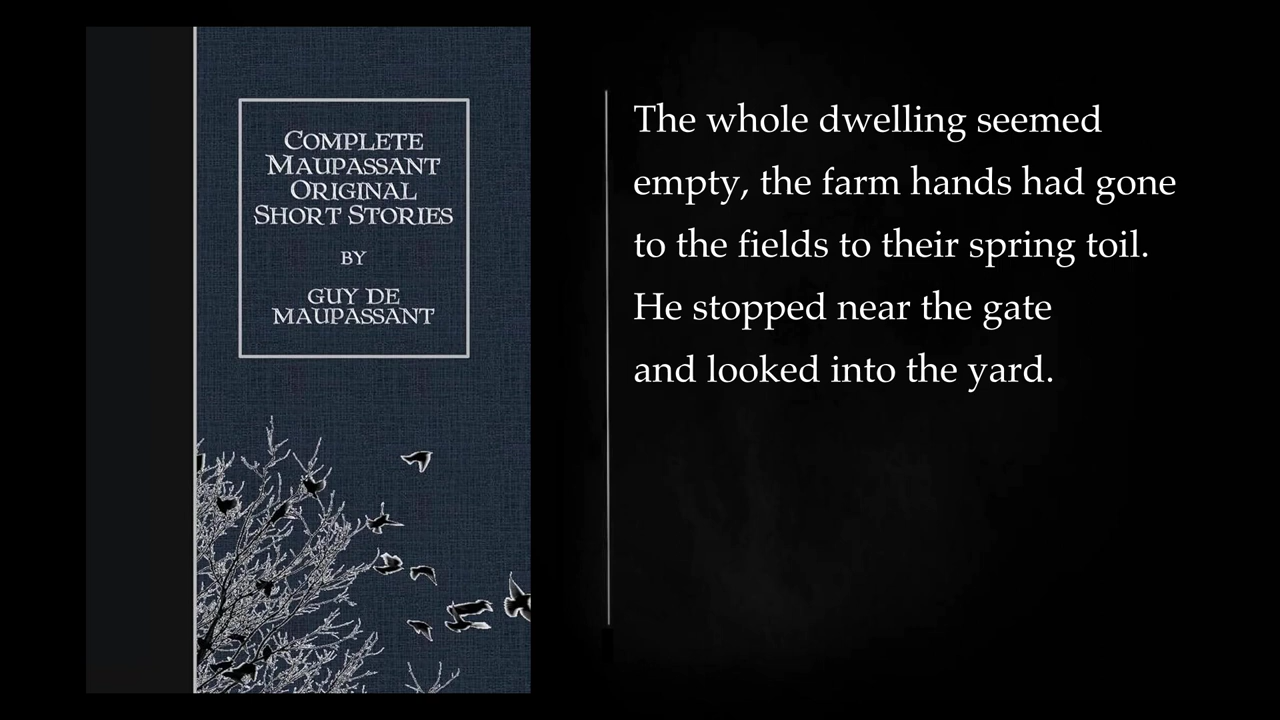 COMPLETE
MAUPASSANT
ORIGINAL
SHORT STORIES
BY
GUY DE
MAUPASSANT
The whole dwelling seemed
empty, the farm hands had gone
to the fields to their spring toil.
He stopped near the gate
and looked into the yard.